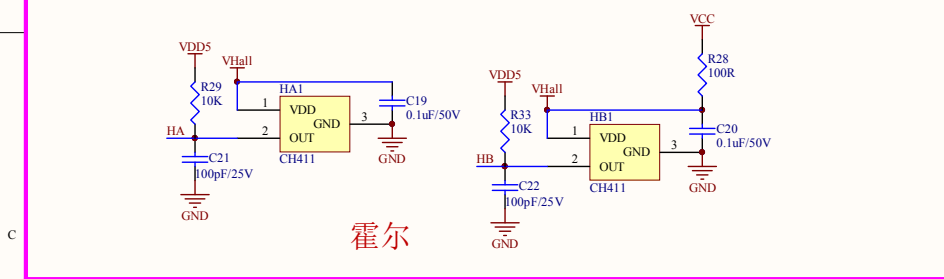 VDD5
VHall
R29
10K
HA1
1
VDD
GND
3
2
OUT
CH411
C19
0.1uF/50V
GND
HA
C21
100pF/25V
GND
VCC
R28
100R
VDD5
VHall
R33
10K
HB1
1
VDD
GND
3
2
OUT
CH411
C20
0.1uF/50V
GND
HB
C22
100pF/25V
GND
霍尔
C